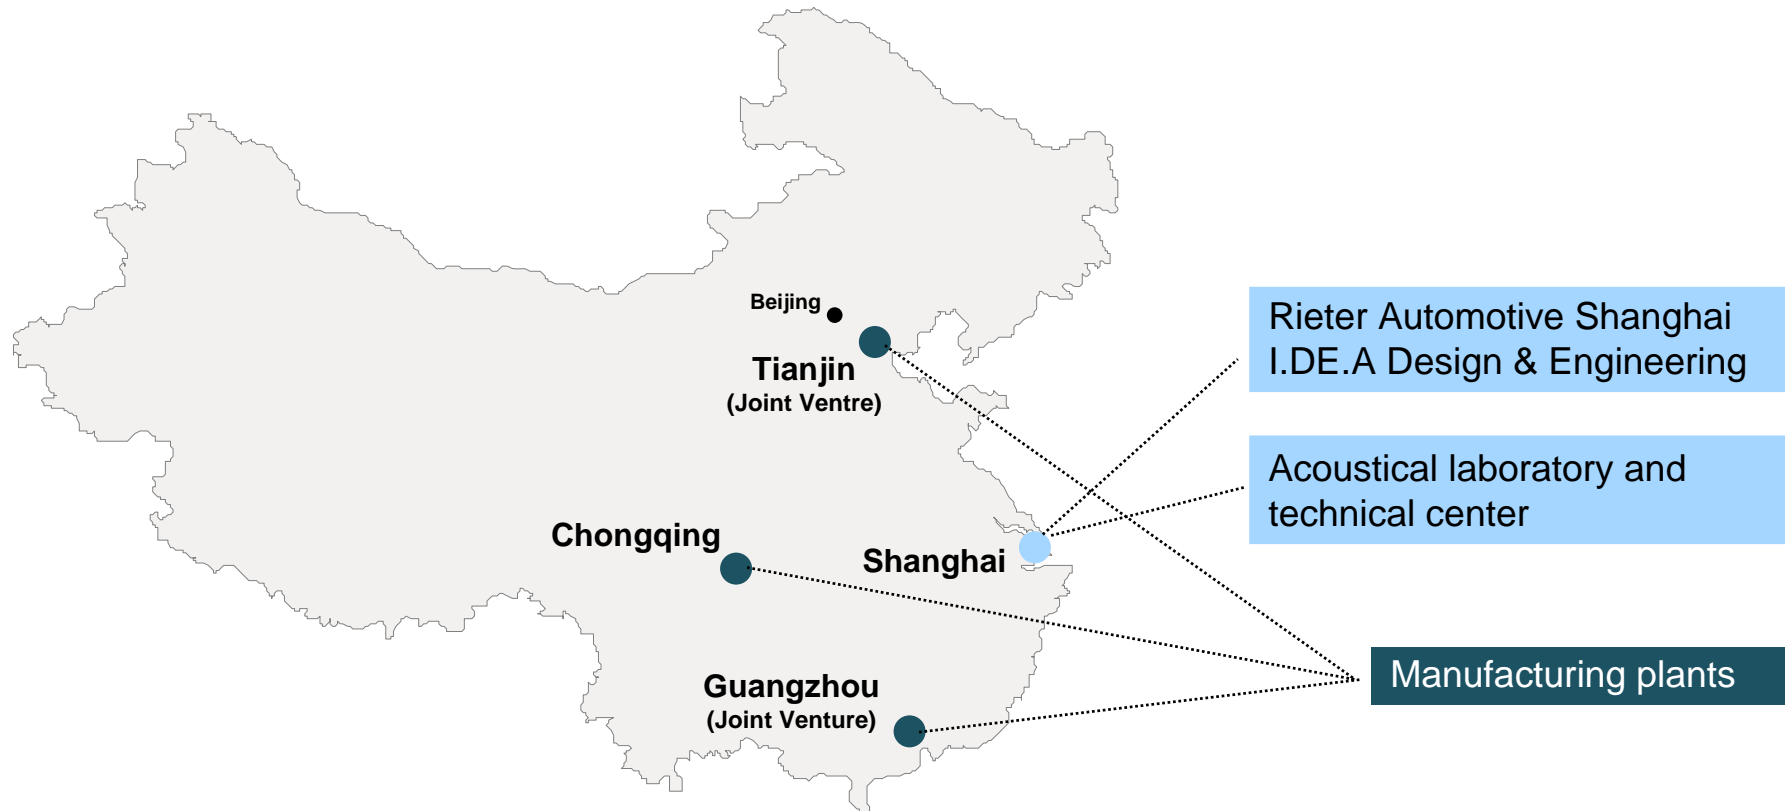 Beijing
Tianjin
(Joint Ventre)
Chongqing
Shanghai
Guangzhou
(Joint Venture)
Rieter Automotive Shanghai
I.DE.A Design & Engineering
Acoustical laboratory and
technical center
Manufacturing plants